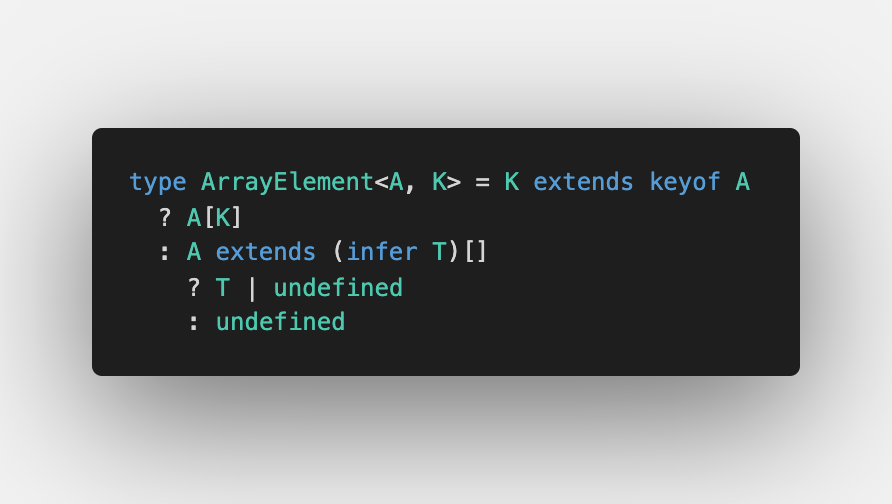 type ArrayElement<A, K> = K extends keyof A
  ? A[K]
  : A extends (infer T)[]
    ? T | undefined
    : undefined